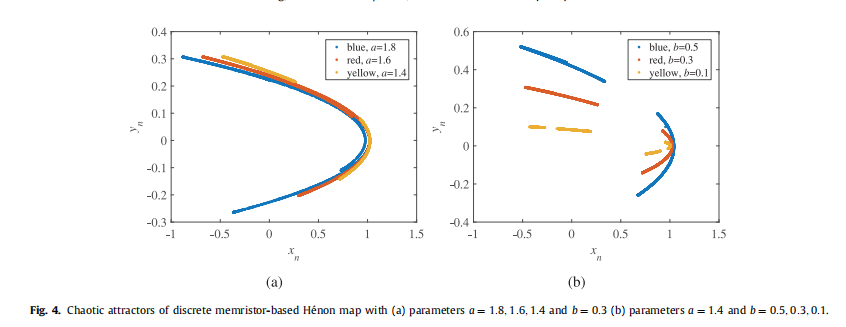 0.4
0.3
0.2
0.1
0
-0.1
-0.2
-0.3
-1
-0.5
0
0.5
1
1.5
y_n
x_n
blue, a=1.8
red, a=1.6
yellow, a=1.4
(a)
0.6
0.4
0.2
0
-0.2
-0.4
-1
-0.5
0
0.5
1
1.5
y_n
x_n
blue, b=0.5
red, b=0.3
yellow, b=0.1
(b)
Fig. 4. Chaotic attractors of discrete memristor-based Hénon map with (a) parameters a = 1.8, 1.6, 1.4 and b = 0.3 (b) parameters a = 1.4 and b = 0.5, 0.3, 0.1.